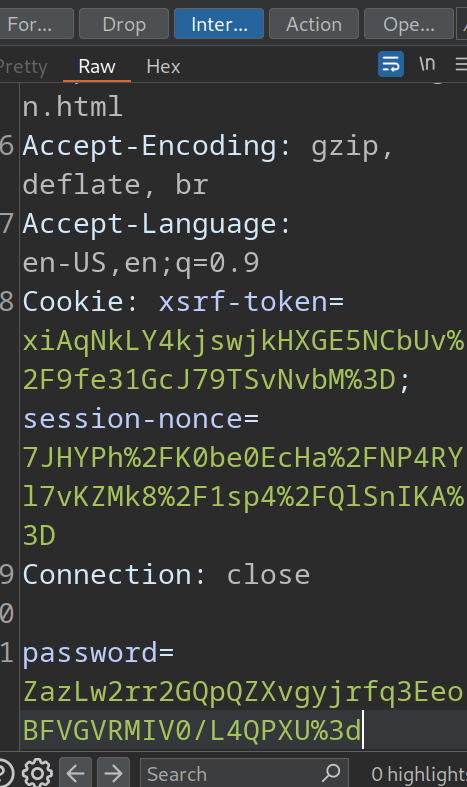 For...
Drop
Inter...
Action
Ope...
Pretty
Raw
Hex
\n
n.html
6 Accept-Encoding: gzip,
deflate, br
7 Accept-Language:
en-US,en;q=0.9
8 Cookie: xsrf-token=
xiAqNkLY4kjswjkHXGE5NCbUv%
2F9fe31GcJ79TSvNvbM%3D;
session-nonce=
7JHYPh%2FK0be0EcHa%2FNP4RY
l7vKZMk8%2F1sp4%2FQlSnIKA%
3D
9 Connection: close
0
1 password=
ZazLw2rr2GQpQZXvgyjrfq3Eeo
BFVGVRMIV0/L4QPXU%3d
Search
0 highlights